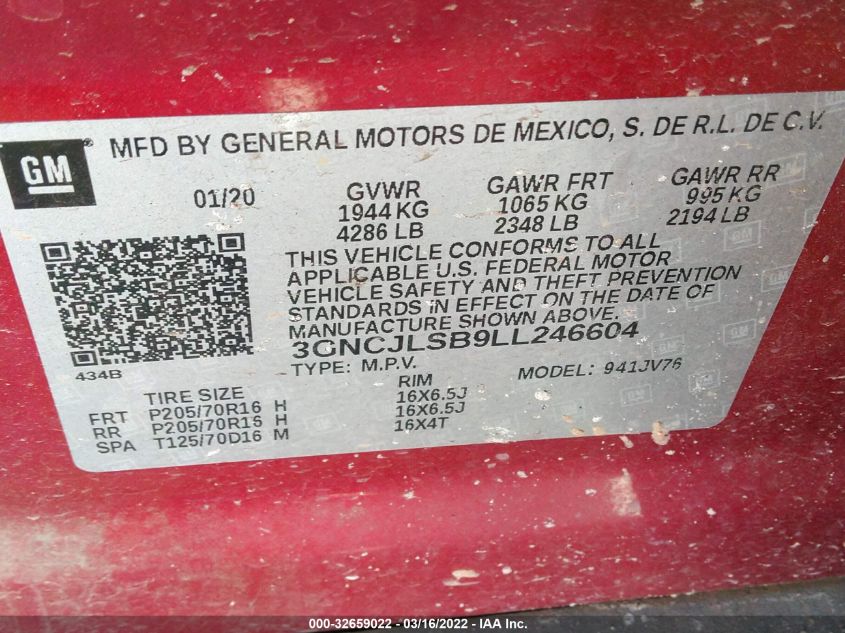 GM
MFD BY GENERAL MOTORS DE MEXICO, S. DE R.L. DE C.V.
01/20 GVWR GAWR FRT GAWR RR
1944 KG 1065 KG 995 KG
4286 LB 2348 LB 2194 LB
THIS VEHICLE CONFORMS TO ALL
APPLICABLE U.S. FEDERAL MOTOR
VEHICLE SAFETY AND THEFT PREVENTION
STANDARDS IN EFFECT ON THE DATE OF
MANUFACTURE SHOWN ABOVE.
3GNCJLSB9LL246604
434B
TYPE: M.P.V. MODEL: 941JV76
TIRE SIZE RIM
FRT P205/70R16 H 16X6.5J
RR P205/70R16 H 16X6.5J
SPA T125/70D16 M 16X4T
000-32659022 - 03/16/2022 - IAA Inc.